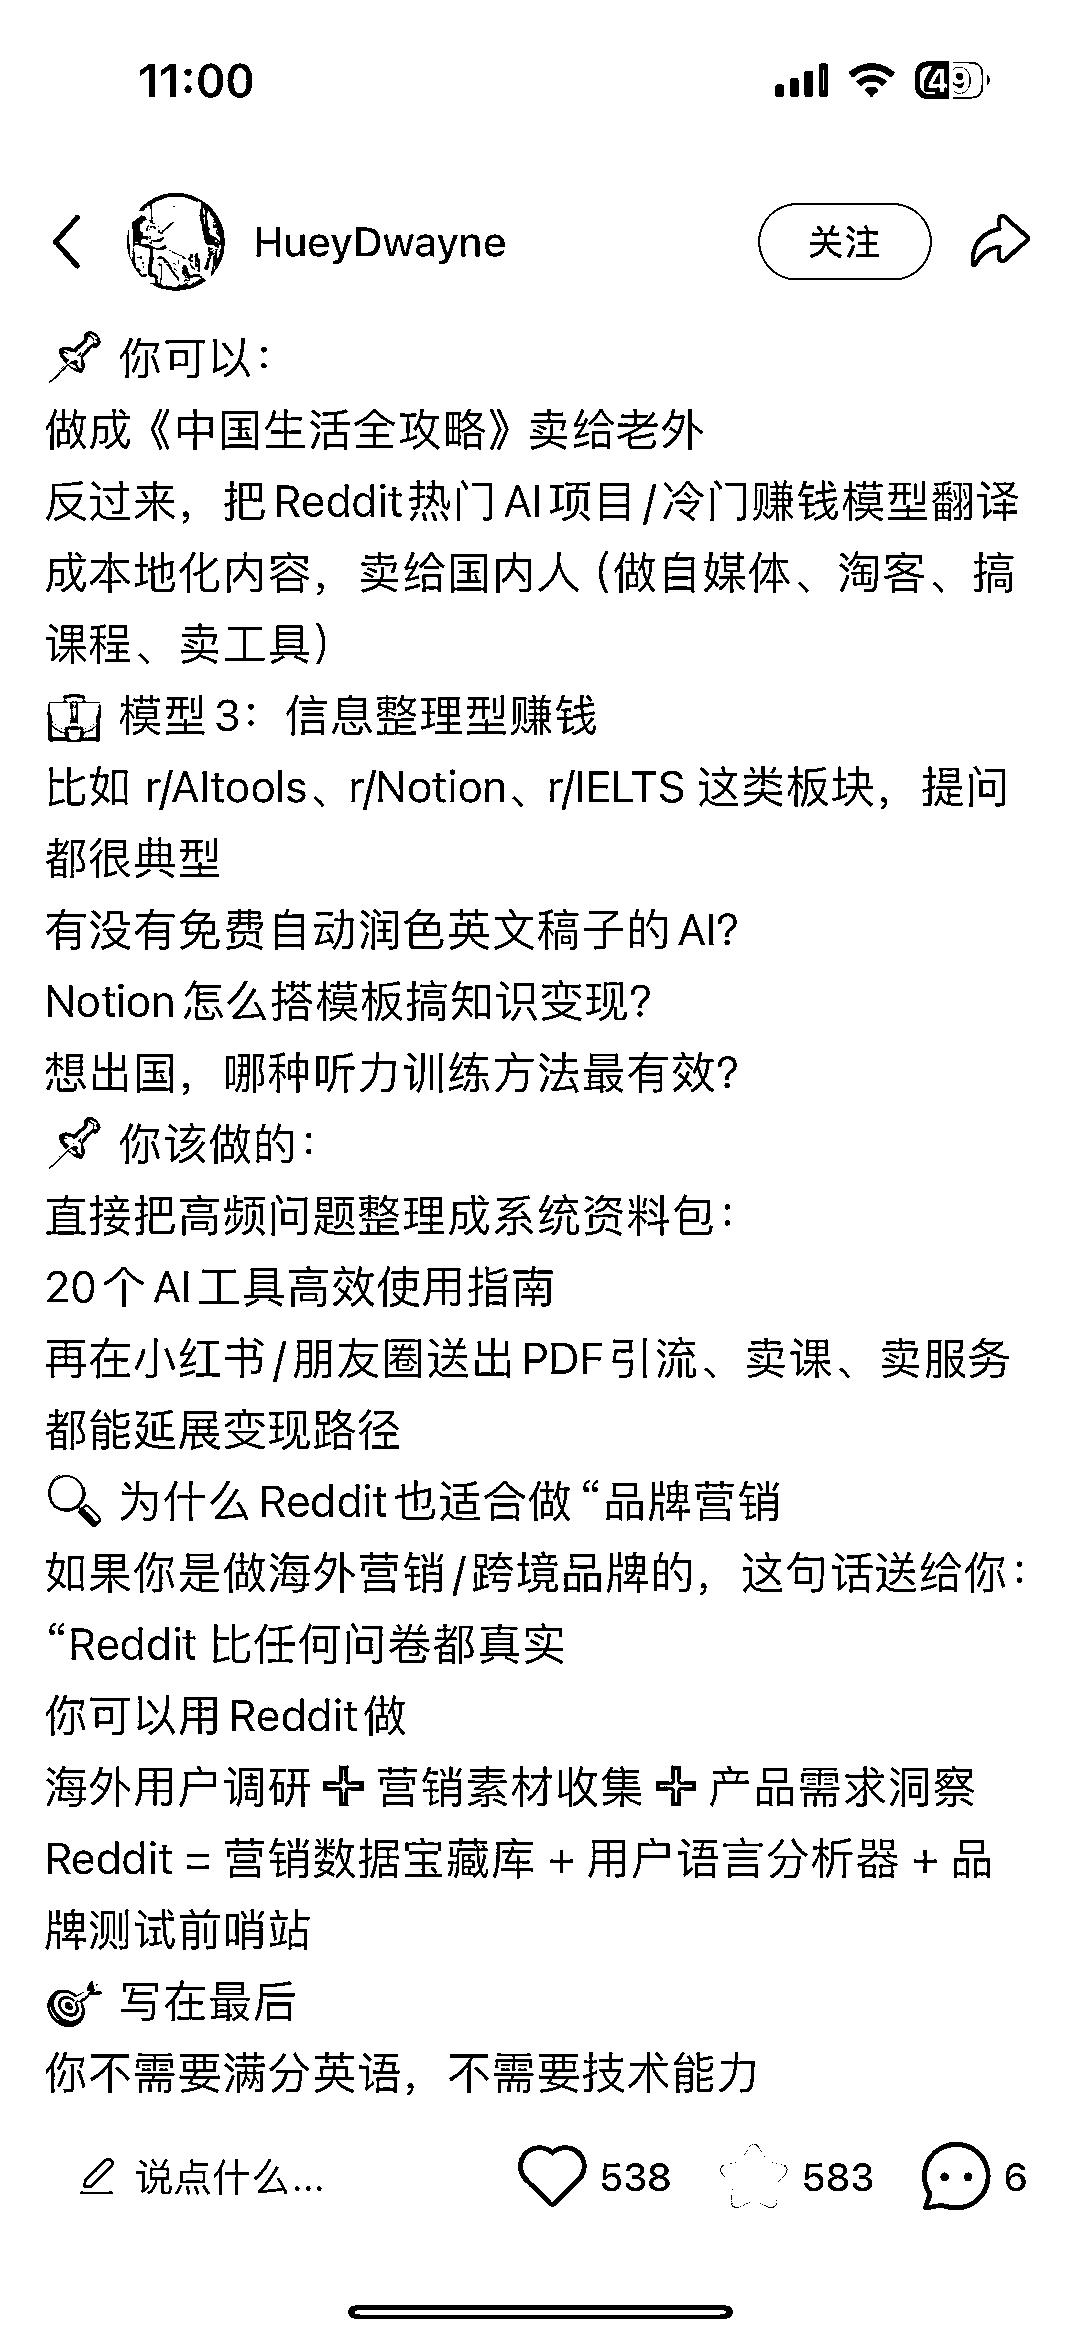 11:00
49
HueyDwayne
关注
📌 你可以：
做成《中国生活全攻略》卖给老外
反过来，把Reddit热门AI项目/冷门赚钱模型翻译
成本地化内容，卖给国内人（做自媒体、淘客、搞
课程、卖工具）
💼 模型3：信息整理型赚钱
比如 r/AItools、r/Notion、r/IELTS 这类板块，提问
都很典型
有没有免费自动润色英文稿子的AI？
Notion怎么搭模板搞知识变现？
想出国，哪种听力训练方法最有效？
📌 你该做的：
直接把高频问题整理成系统资料包：
20个AI工具高效使用指南
再在小红书/朋友圈送出PDF引流、卖课、卖服务
都能延展变现路径
🔍 为什么Reddit也适合做“品牌营销
如果你是做海外营销/跨境品牌的，这句话送给你：
“Reddit 比任何问卷都真实
你可以用Reddit做
海外用户调研 ➕ 营销素材收集 ➕ 产品需求洞察
Reddit = 营销数据宝藏库 + 用户语言分析器 + 品
牌测试前哨站
🎯 写在最后
你不需要满分英语，不需要技术能力
说点什么...
538
583
6